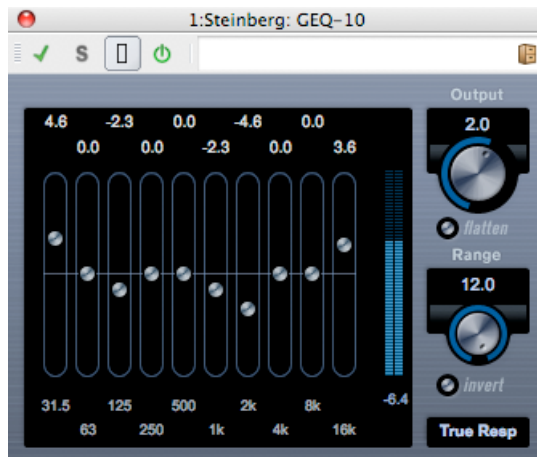 1:Steinberg: GEQ-10
S
Output
4.6 -2.3 0.0 -4.6 0.0
0.0 0.0 -2.3 0.0 3.6
2.0
flatten
Range
12.0
invert
31.5 125 500 2k 8k
63 250 1k 4k 16k
-6.4
True Resp